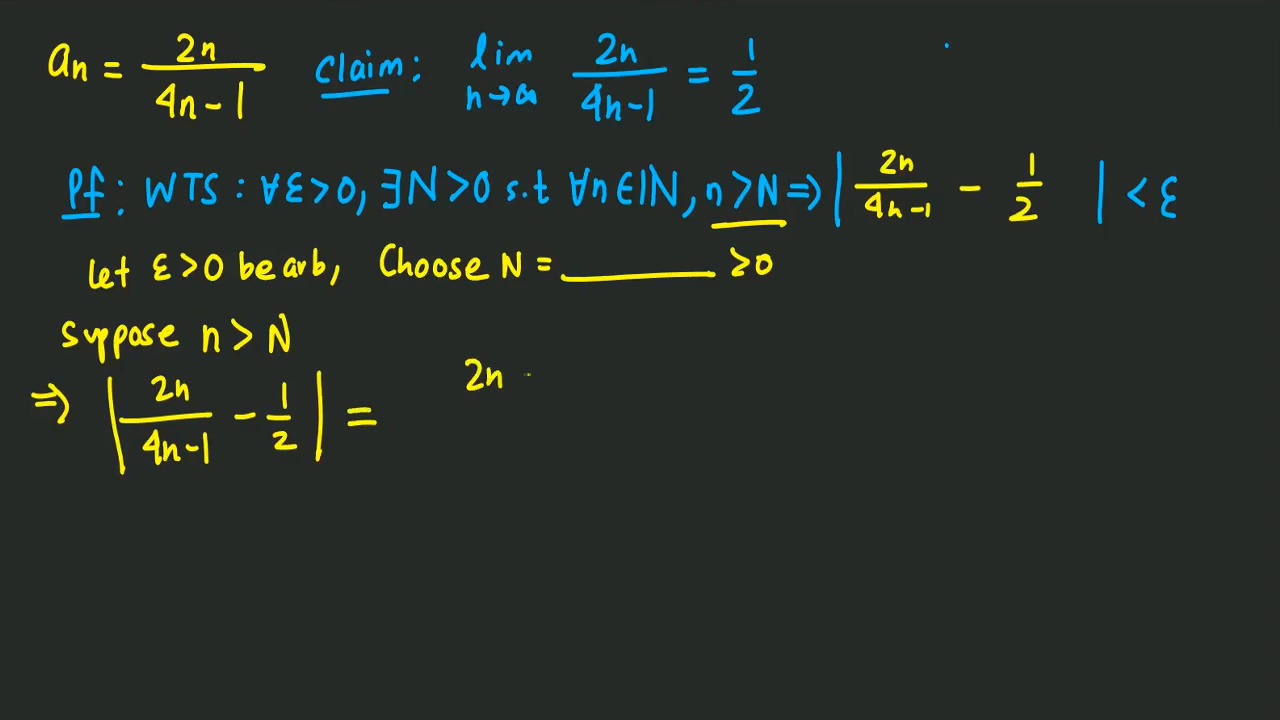 an = 2n / 4n - 1 Claim: lim n→∞ 2n / 4n-1 = 1/2
Pf: WTS: ∀ε>0, ∃N>0 s.t ∀n∈ℕ, n>N ⇒ | 2n / 4n-1 - 1/2 | < ε
Let ε>0 be arb, Choose N = ________ ≥0
Suppose n > N
⇒ | 2n / 4n-1 - 1/2 | = 2n